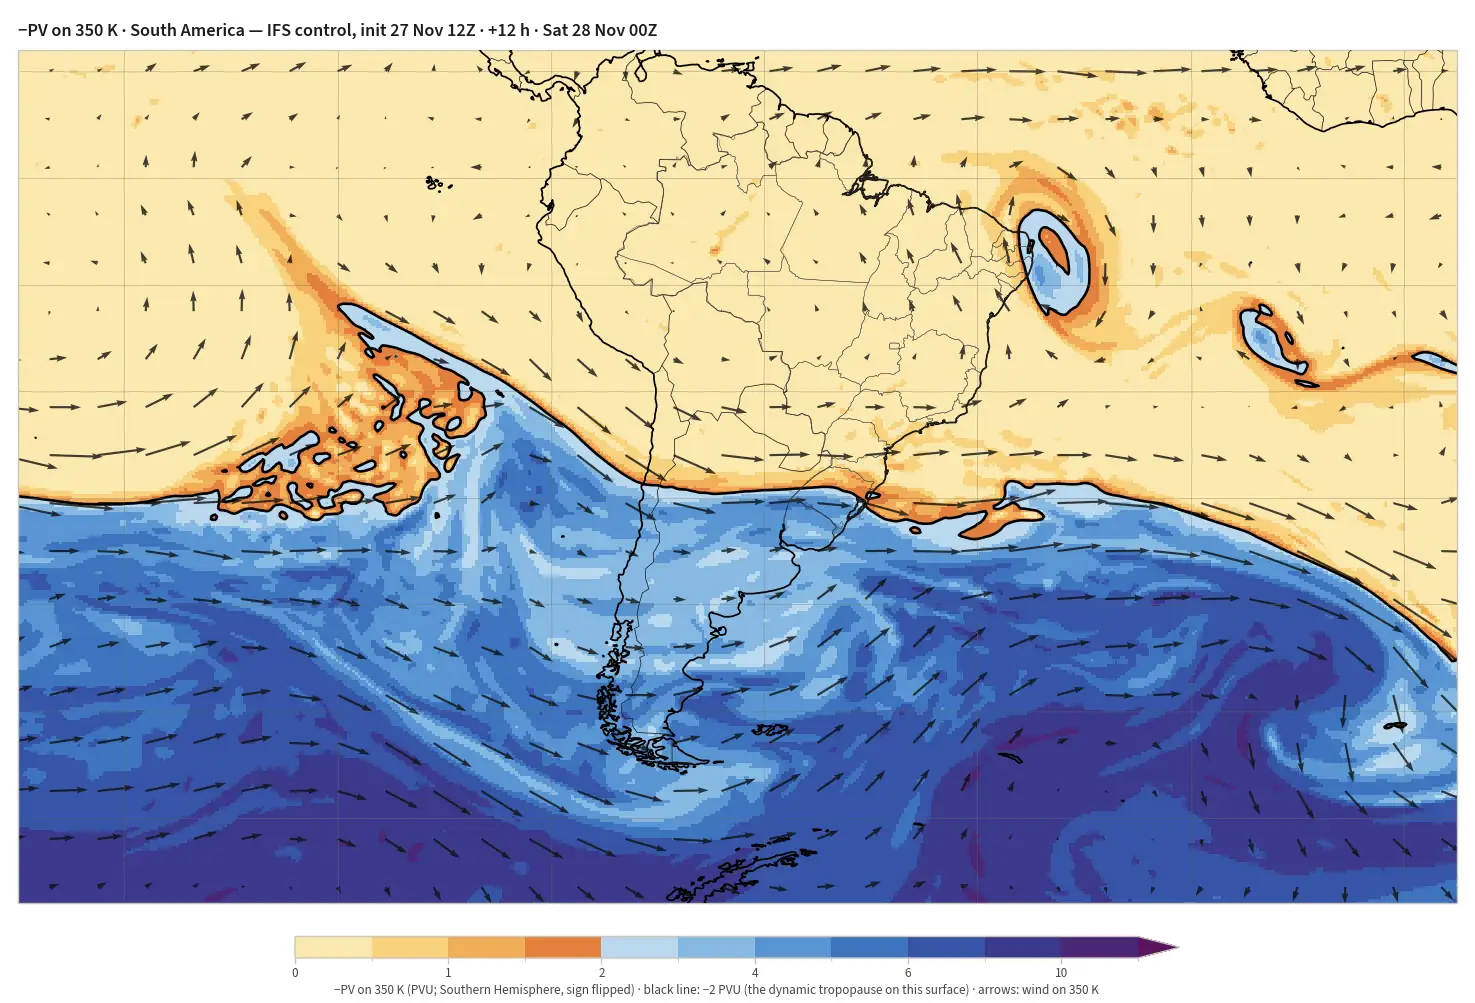 −PV on 350 K · South America — IFS control, init 27 Nov 12Z · +12 h · Sat 28 Nov 00Z
0 1 2 4 6 10
−PV on 350 K (PVU; Southern Hemisphere, sign flipped) · black line: −2 PVU (the dynamic tropopause on this surface) · arrows: wind on 350 K